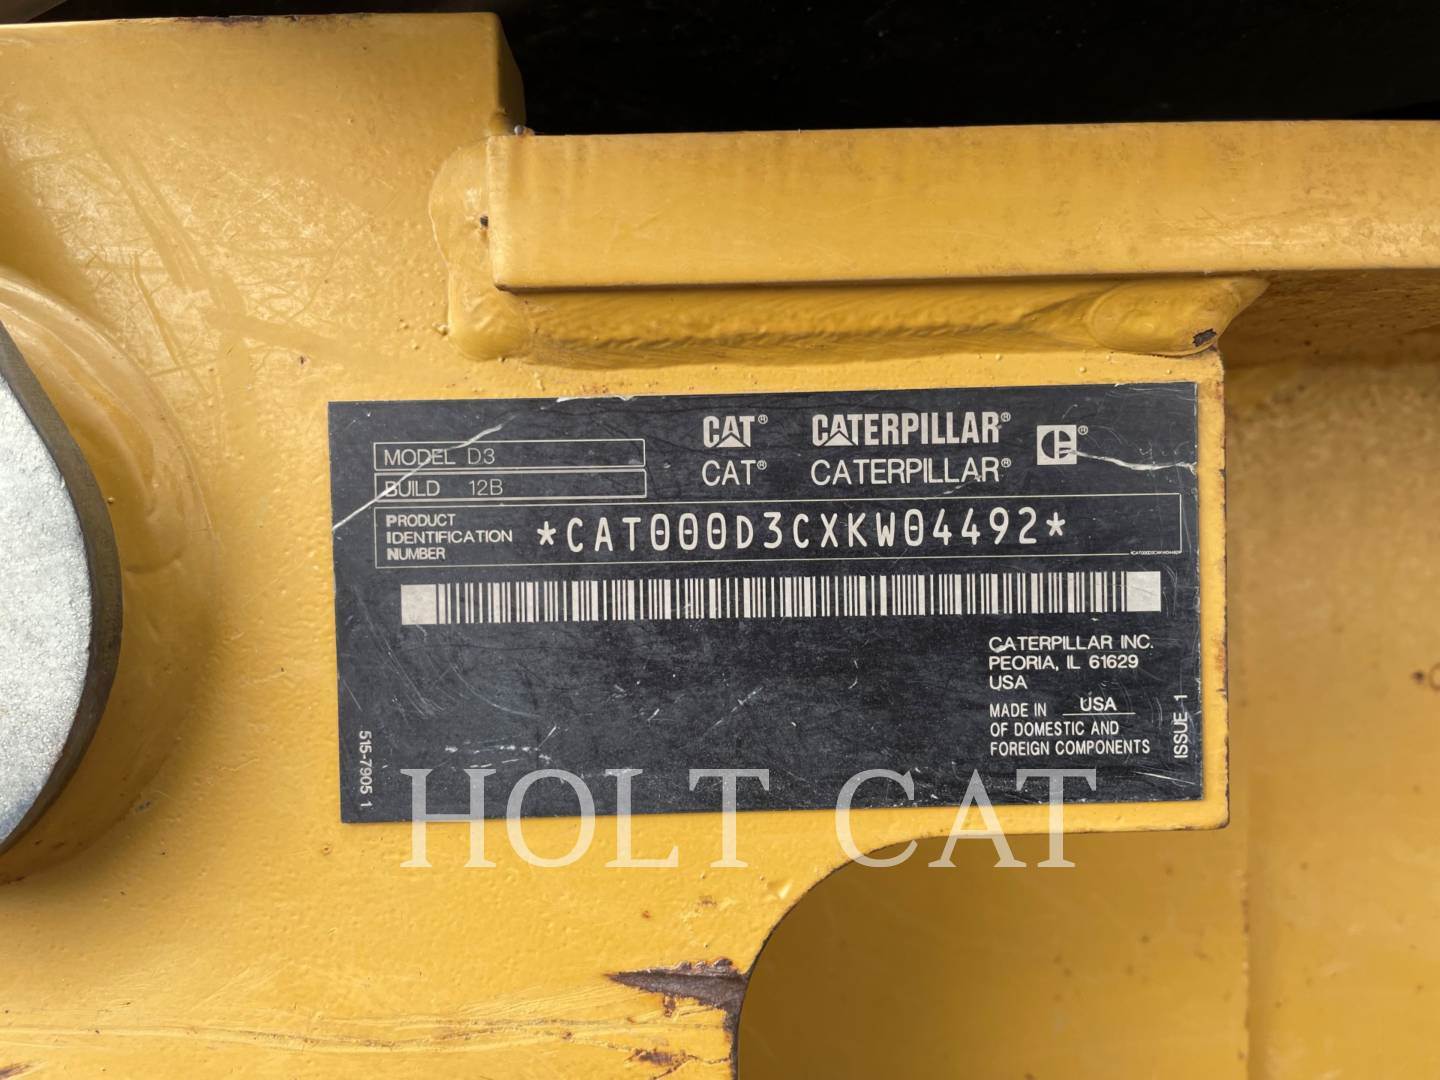 MODEL D3
BUILD 12B
CAT® CATERPILLAR® ®
CAT® CATERPILLAR®
PRODUCT
IDENTIFICATION
NUMBER
*CAT000D3CXKW04492*
CATERPILLAR INC.
PEORIA, IL 61629
USA
MADE IN USA
OF DOMESTIC AND
FOREIGN COMPONENTS
ISSUE 1
515-7905 1
HOLT CAT